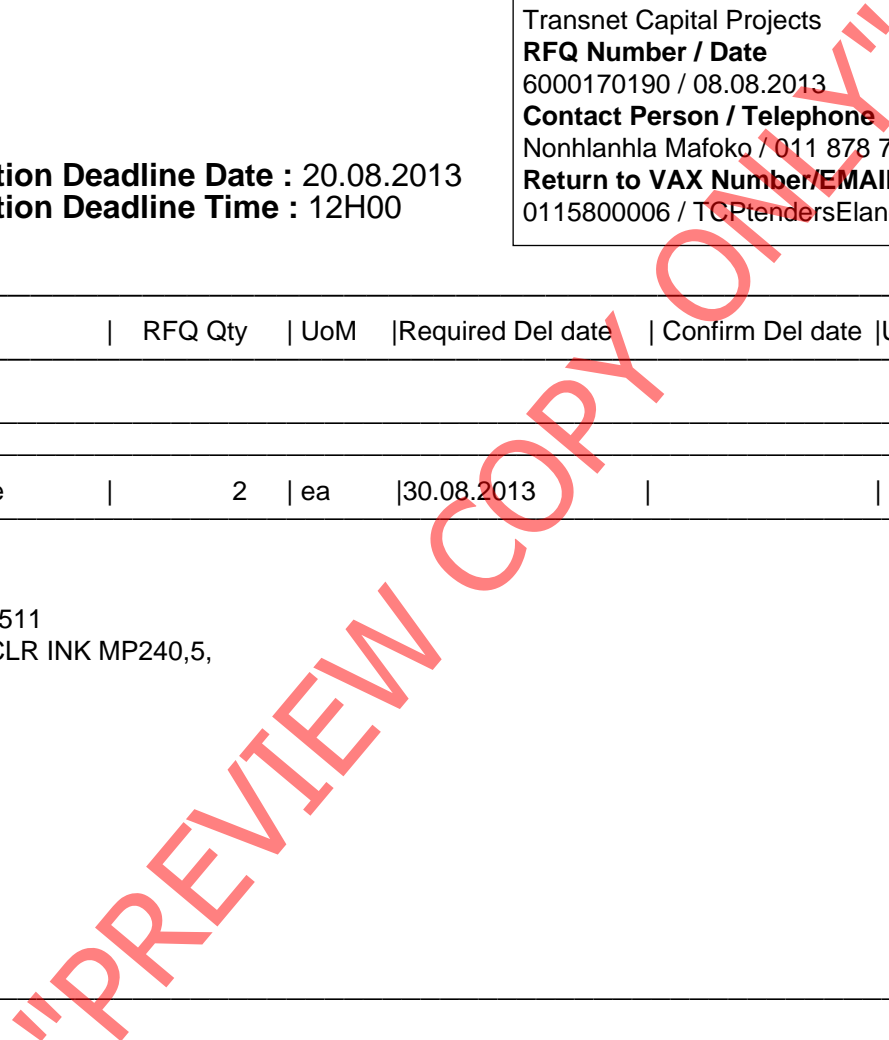 Transnet Capital Projects
RFQ Number / Date
6000170190 / 08.08.2013
Contact Person / Telephone
Nonhlanhla Mafoko / 011 878 7
Return to VAX Number/EMAIL
0115800006 / TCPtendersElan
tion Deadline Date : 20.08.2013
tion Deadline Time : 12H00
| RFQ Qty | UoM |Required Del date | Confirm Del date |U
e | 2 | ea |30.08.2013 | |
511
CLR INK MP240,5,
"PREVIEW COPY ONLY"